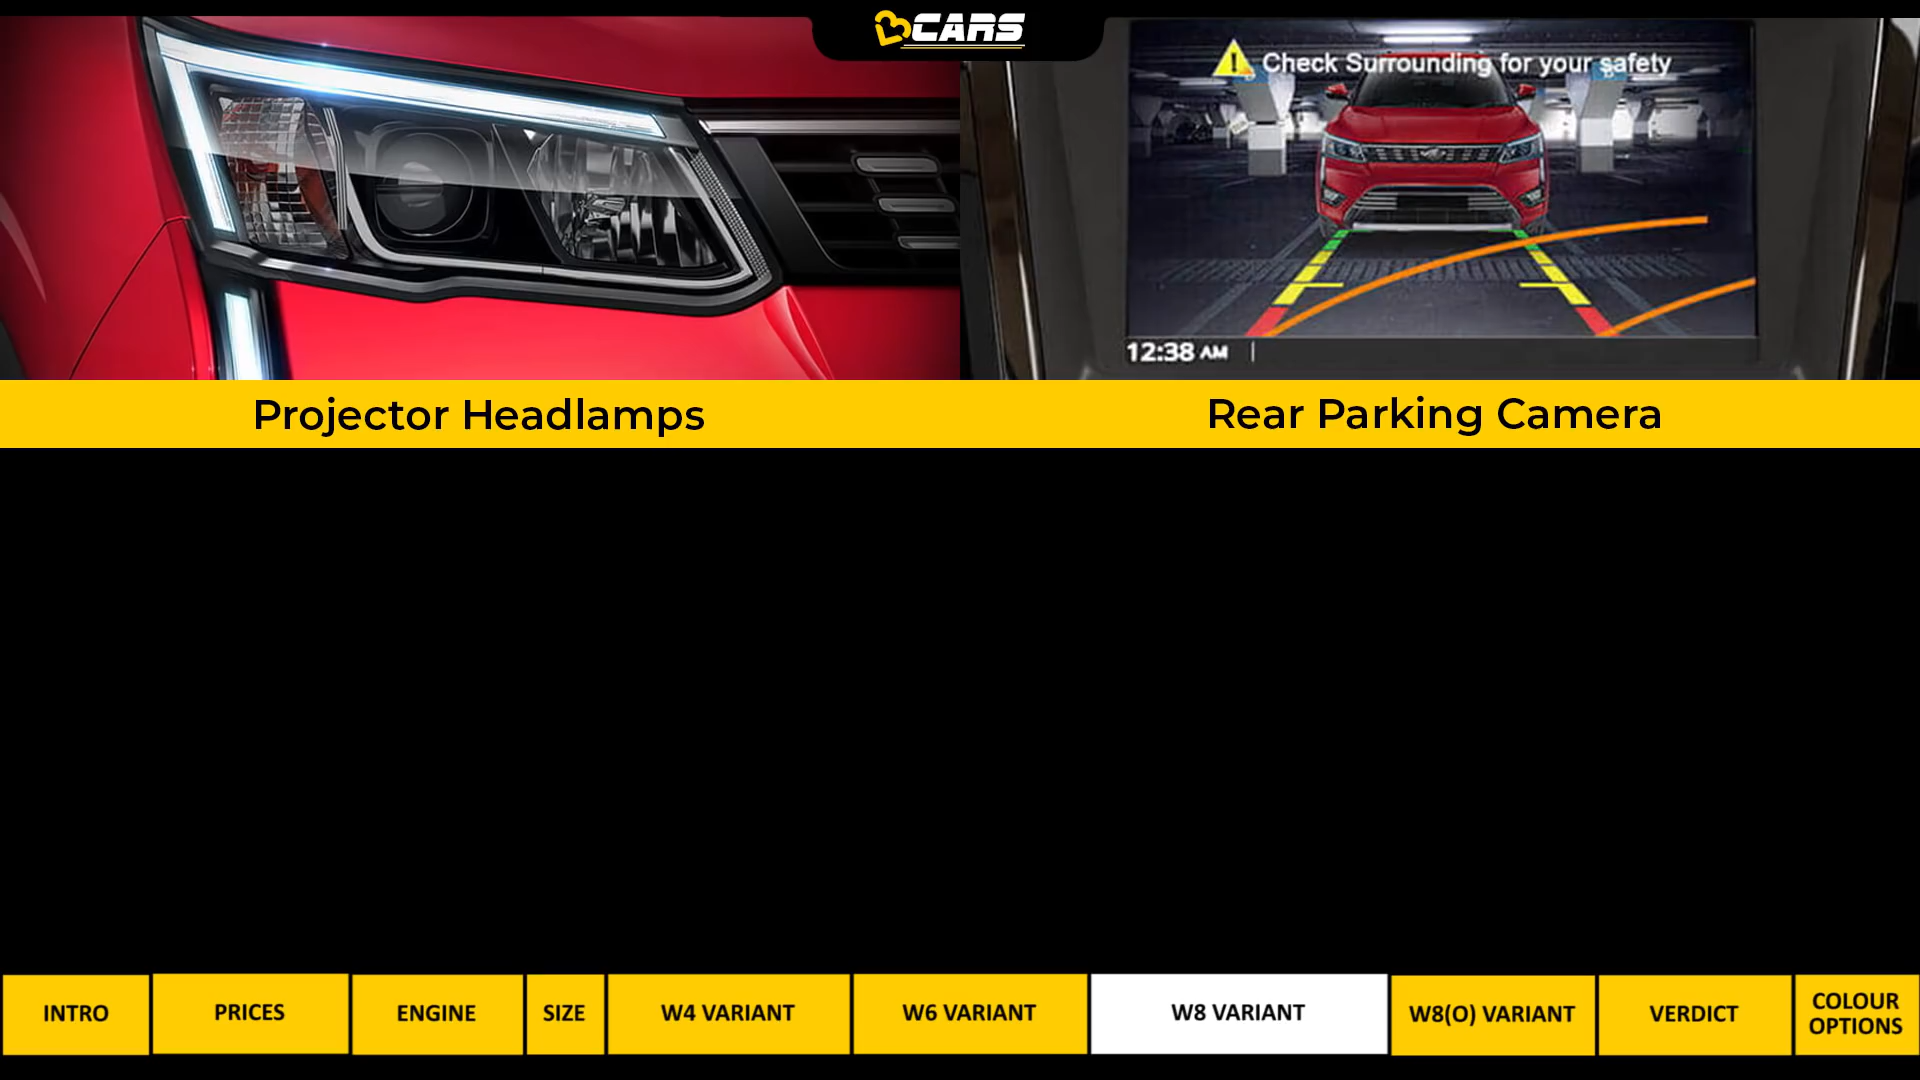 CARS
Check Surrounding for your safety
12:38 AM
Projector Headlamps
Rear Parking Camera
INTRO
PRICES
ENGINE
SIZE
W4 VARIANT
W6 VARIANT
W8 VARIANT
W8(O) VARIANT
VERDICT
COLOUR
OPTIONS